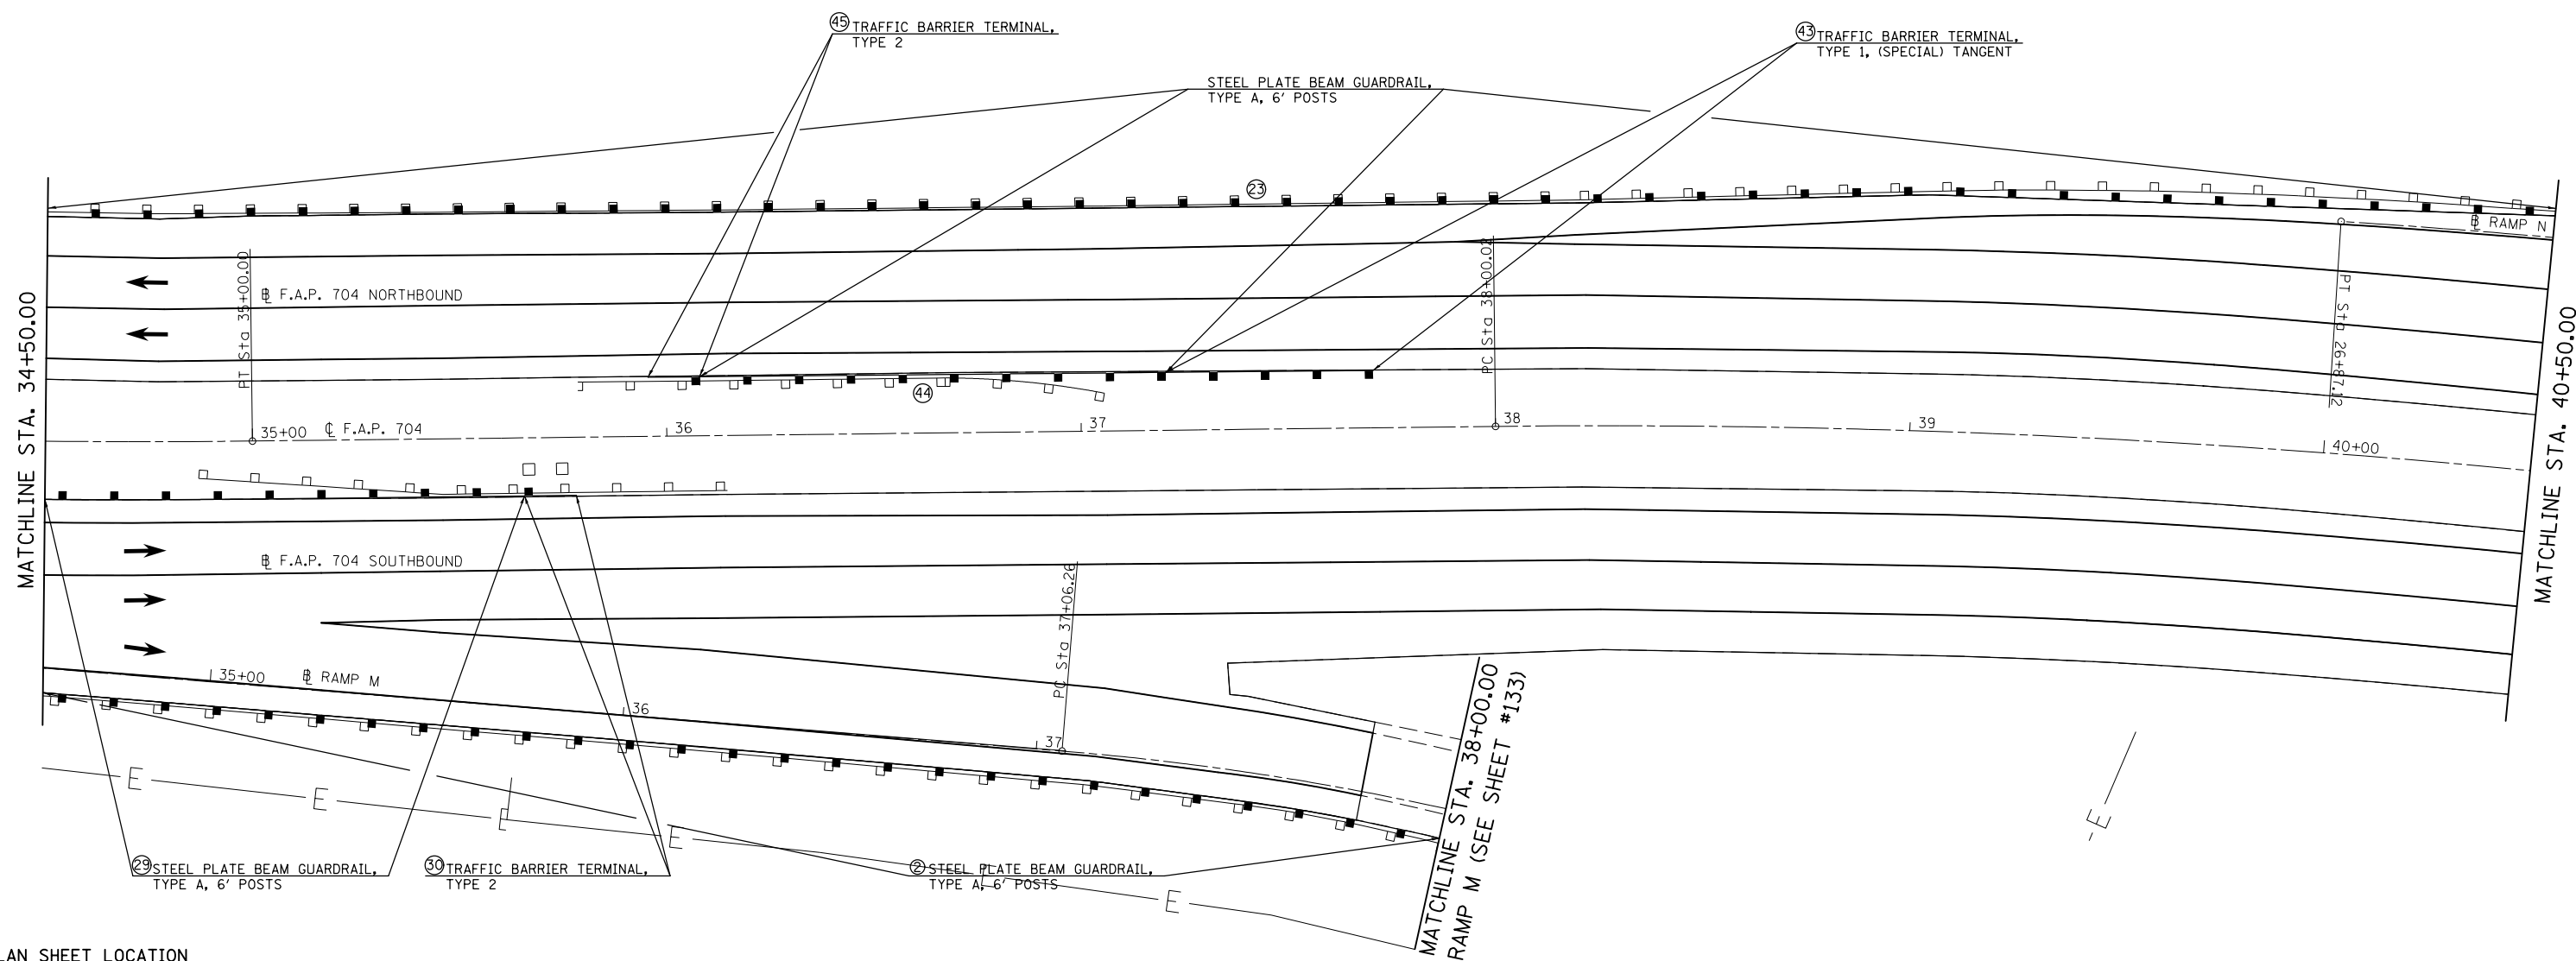 45 TRAFFIC BARRIER TERMINAL,
TYPE 2
43 TRAFFIC BARRIER TERMINAL,
TYPE 1, (SPECIAL) TANGENT
STEEL PLATE BEAM GUARDRAIL,
TYPE A, 6' POSTS
23
℄ RAMP N
PT Sta 35+00.00
℄ F.A.P. 704 NORTHBOUND
PC Sta 38+00.02
PT Sta 26+87.12
MATCHLINE STA. 34+50.00
MATCHLINE STA. 40+50.00
44
35+00
℄ F.A.P. 704
36
37
38
39
40+00
℄ F.A.P. 704 SOUTHBOUND
PC Sta 37+06.26
35+00
℄ RAMP M
36
37
MATCHLINE STA. 38+00.00
RAMP M (SEE SHEET #133)
E
E
E
E
E
E
E
29 STEEL PLATE BEAM GUARDRAIL,
TYPE A, 6' POSTS
30 TRAFFIC BARRIER TERMINAL,
TYPE 2
2 STEEL PLATE BEAM GUARDRAIL,
TYPE A, 6' POSTS
LAN SHEET LOCATION